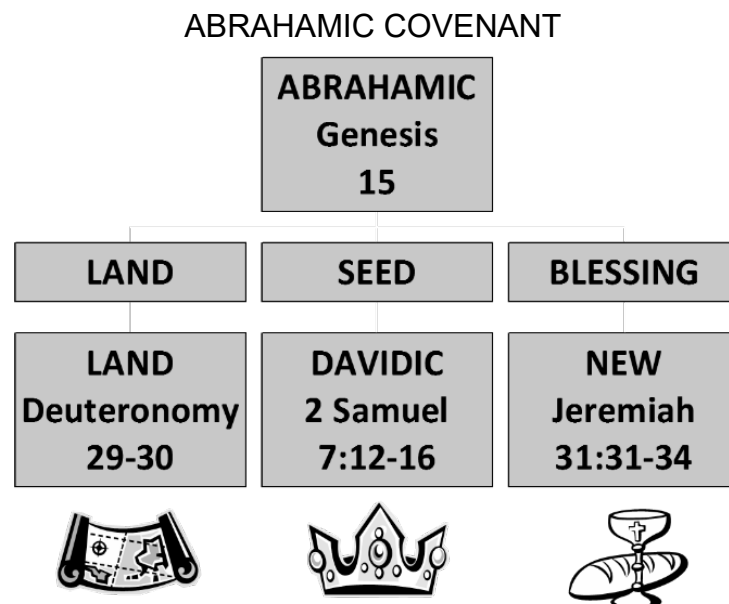 ABRAHAMIC COVENANT
ABRAHAMIC
Genesis
15
LAND
SEED
BLESSING
LAND
Deuteronomy
29-30
DAVIDIC
2 Samuel
7:12-16
NEW
Jeremiah
31:31-34